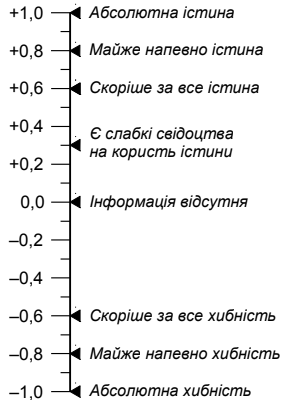 +1,0 Абсолютна істина
+0,8 Майже напевно істина
+0,6 Скоріше за все істина
+0,4
Є слабкі свідоцтва
на користь істини
+0,2
0,0 Інформація відсутня
–0,2
–0,4
–0,6 Скоріше за все хибність
–0,8 Майже напевно хибність
–1,0 Абсолютна хибність